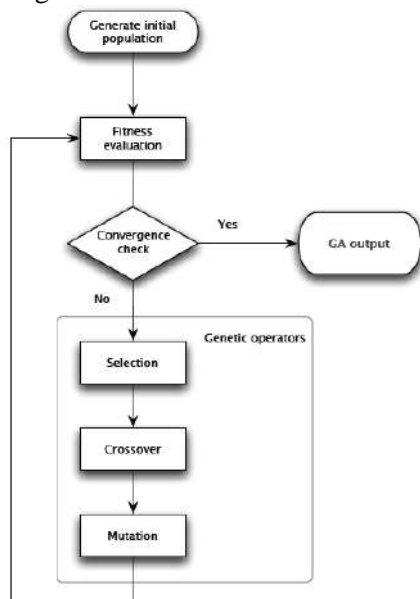 Generate initial
population
Fitness
evaluation
Convergence
check
Yes
GA output
No
Genetic operators
Selection
Crossover
Mutation